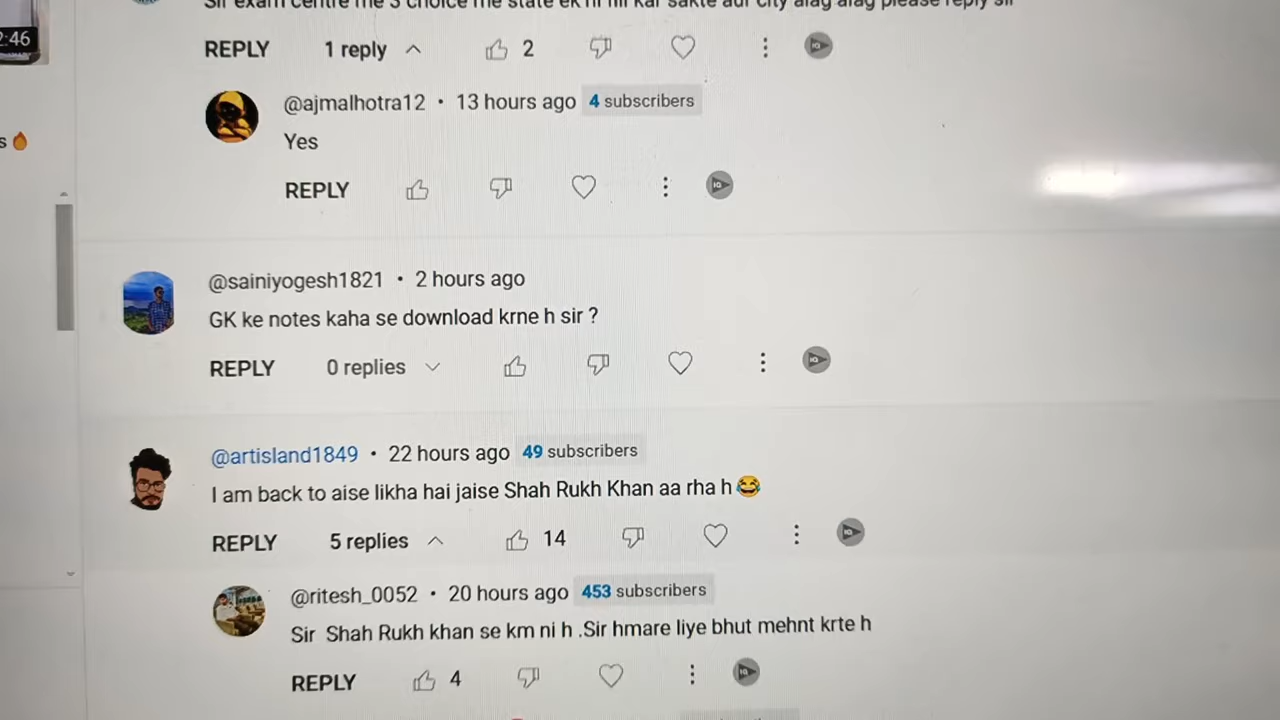 Sir exam centre me 3 choice me state ek hi fill kar sakte aur city alag alag please reply sir
2:46
REPLY 1 reply 2
@ajmalhotra12 • 13 hours ago 4 subscribers
s🔥
Yes
REPLY
@sainiyogesh1821 • 2 hours ago
GK ke notes kaha se download krne h sir ?
REPLY 0 replies
@artisland1849 • 22 hours ago 49 subscribers
I am back to aise likha hai jaise Shah Rukh Khan aa rha h😂
REPLY 5 replies 14
@ritesh_0052 • 20 hours ago 453 subscribers
Sir Shah Rukh khan se km ni h .Sir hmare liye bhut mehnt krte h
REPLY 4